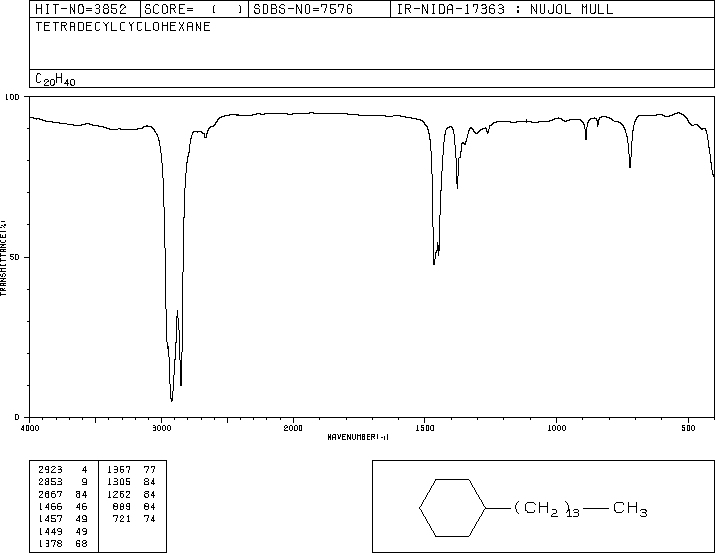 HIT-NO=3852 SCORE= ( ) SDBS-NO=7576 IR-NIDA-17363 : NUJOL MULL
TETRADECYLCYCLOHEXANE
C20H40
100
50
0
TRANSMITTANCE(%)
4000 3000 2000 1500 1000 500
WAVENUMBER(-1)
2923 4 1367 77
2853 9 1305 84
2667 84 1262 84
1466 46 889 84
1457 49 721 74
1449 49
1378 68
(CH2)13 CH3